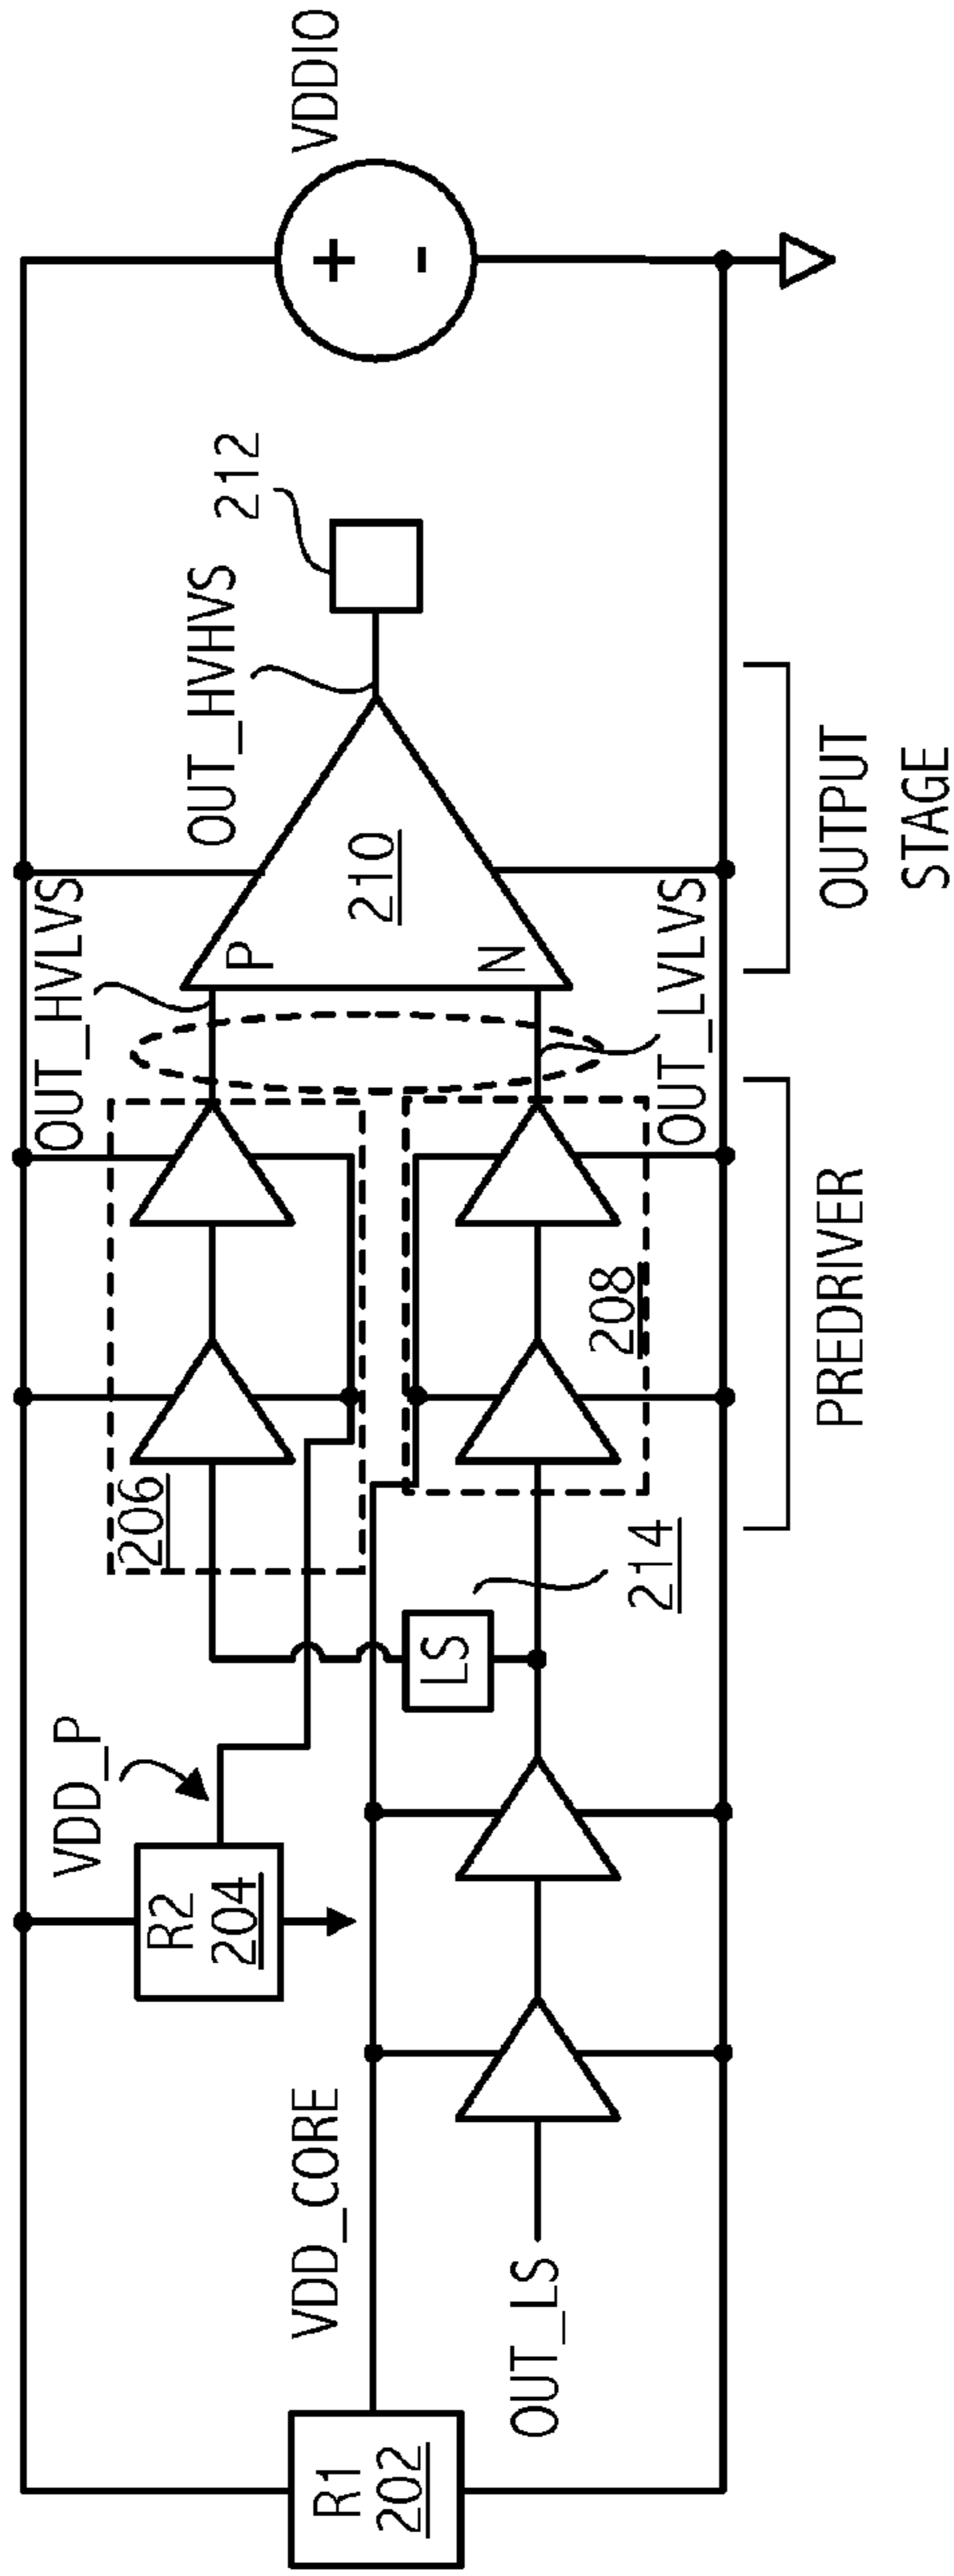 R1
202
VDD_CORE
OUT_LS
R2
204
VDD_P
LS
214
206
208
PREDRIVER
OUT_HVLVS
OUT_LVLVS
P
N
210
OUTPUT
STAGE
OUT_HVHVS
212
+
-
VDDIO